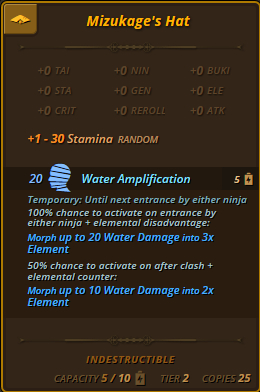 Mizukage's Hat
+0 TAI +0 NIN +0 BUKI
+0 STA +0 GEN +0 ELE
+0 CRIT +0 REROLL +0 ATK
+1 - 30 Stamina RANDOM
20 Water Amplification 5
Temporary: Until next entrance by either ninja
100% chance to activate on entrance by
either ninja + elemental disadvantage:
Morph up to 20 Water Damage into 3x
Element
50% chance to activate on after clash +
elemental counter:
Morph up to 10 Water Damage into 2x
Element
INDESTRUCTIBLE
CAPACITY 5 / 10 TIER 2 COPIES 25